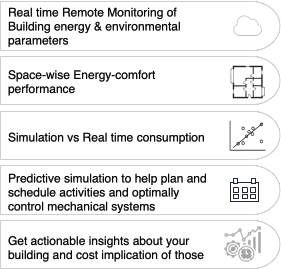 Real time Remote Monitoring of
Building energy & environmental
parameters
Space-wise Energy-comfort
performance
Simulation vs Real time consumption
Predictive simulation to help plan and
schedule activities and optimally
control mechanical systems
Get actionable insights about your
building and cost implication of those